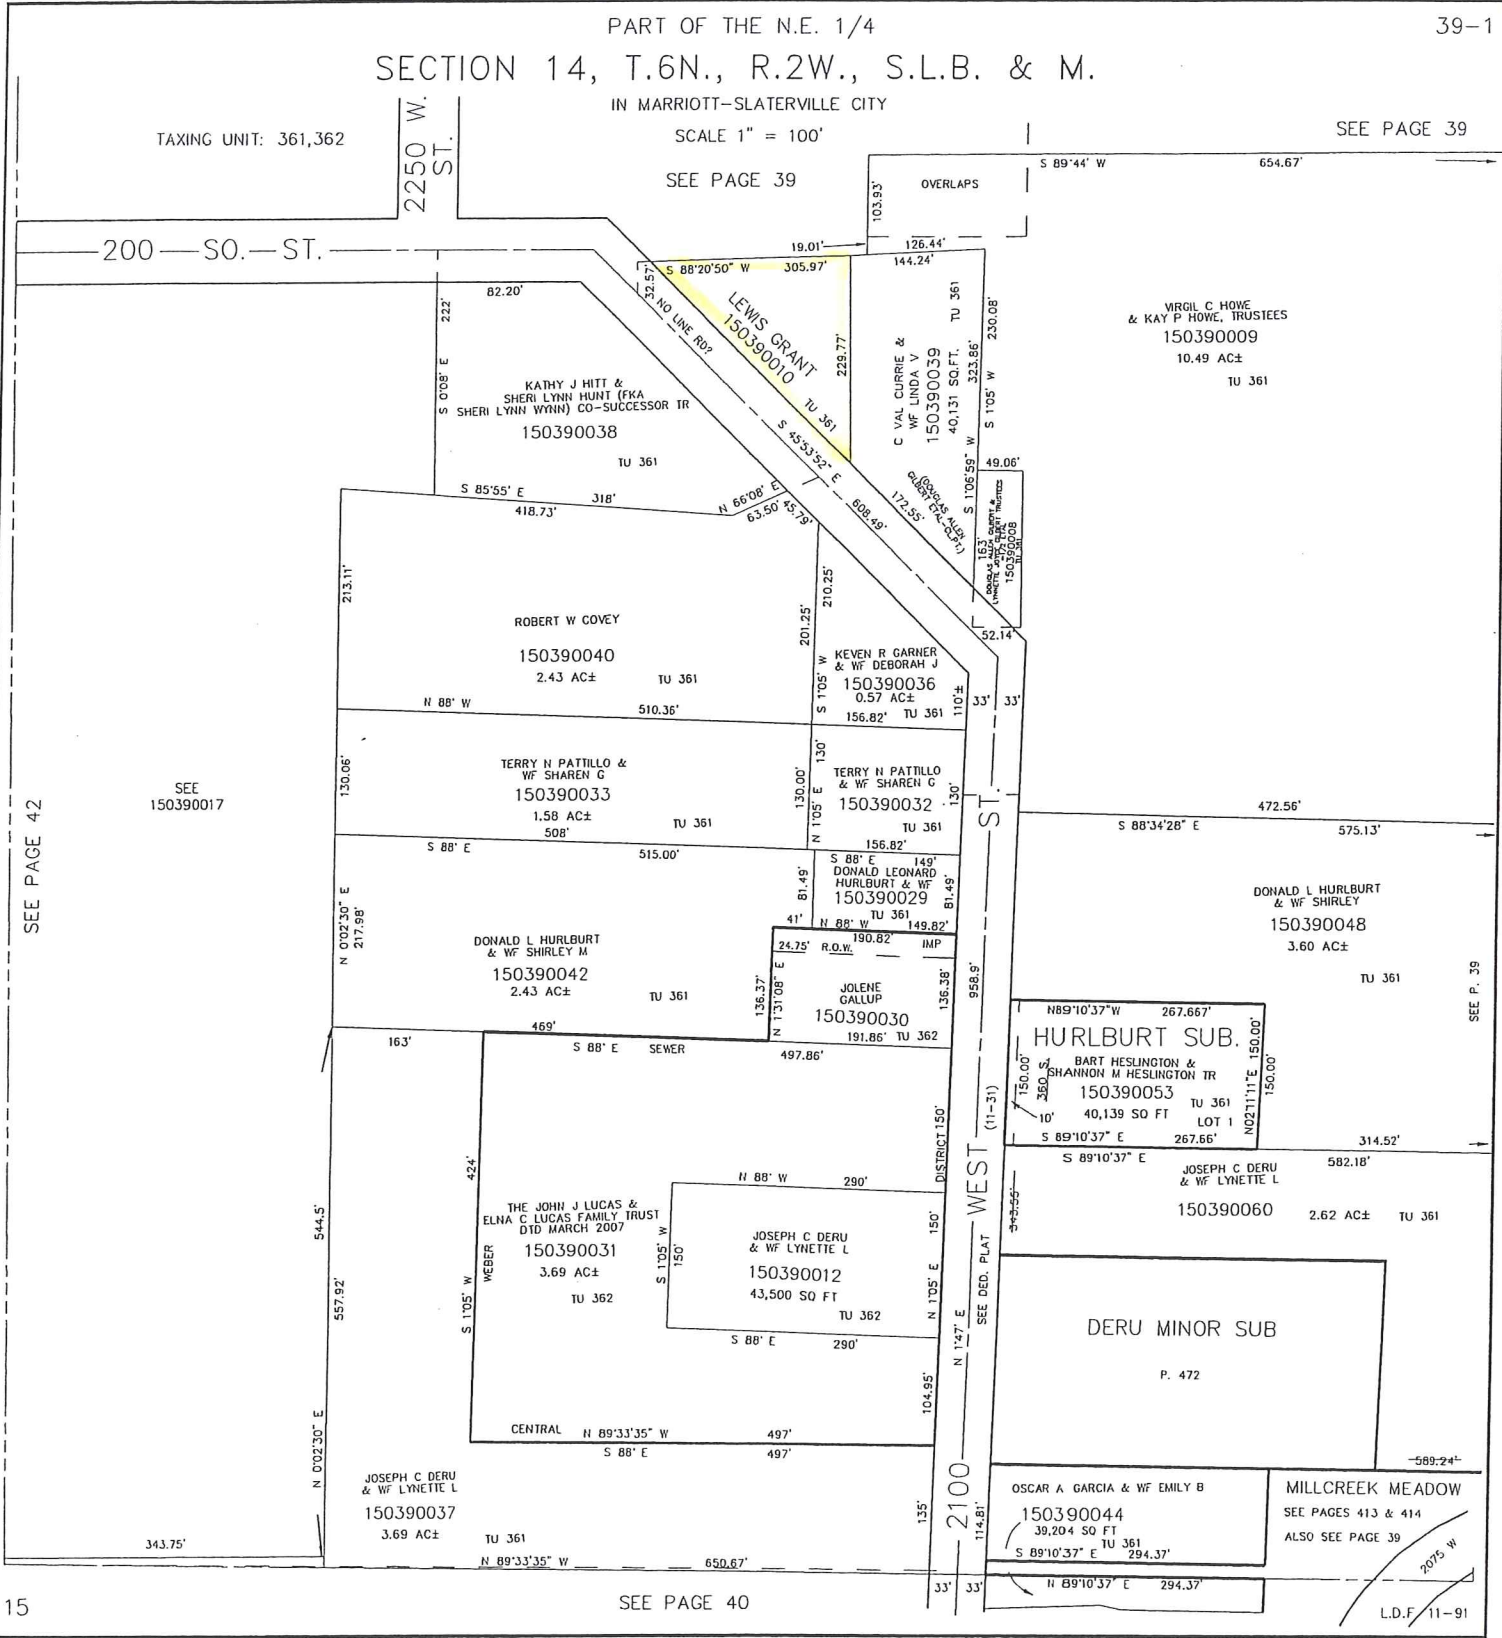 PART OF THE N.E. 1/4
39-1
SECTION 14, T.6N., R.2W., S.L.B. & M.
IN MARRIOTT-SLATERVILLE CITY
SCALE 1" = 100'
TAXING UNIT: 361,362
2250 W.
ST.
SEE PAGE 39
SEE PAGE 39
S 89°44' W
654.67'
OVERLAPS
103.93'
19.01'
126.44'
144.24'
200 SO. ST.
82.20'
32.57'
S 88°20'50" W
305.97'
NO LINE RD?
LEWIS GRANT
150390010
TU 361
229.77'
C VAL CURRIE &
WF LINDA V
150390039
40,131 SQ.FT.
TU 361
323.86'
S 1°06'59" W
S 1°05' W
230.08'
VIRGIL C HOWE
& KAY P HOWE, TRUSTEES
150390009
10.49 AC±
TU 361
222'
S 0°08' E
KATHY J HITT &
SHERI LYNN HUNT (FKA
SHERI LYNN WYNN) CO-SUCCESSOR TR
150390038
TU 361
S 45°53'52" E
608.49'
172.55'
(DOUGLAS ALLEN
GILBERT ETAL-CLPT.)
49.06'
163'
150390008
TU 361
52.14'
S 85°55' E
318'
418.73'
N 66°08' E
63.50'
45.79'
213.11'
ROBERT W COVEY
150390040
2.43 AC±
TU 361
N 88° W
510.36'
201.25'
210.25'
S 1°05' W
KEVEN R GARNER
& WF DEBORAH J
150390036
0.57 AC±
156.82'
TU 361
110'±
33'
33'
SEE
150390017
SEE PAGE 42
130.06'
TERRY N PATTILLO &
WF SHAREN G
150390033
1.58 AC±
TU 361
508'
S 88° E
515.00'
130.00'
130'
N 1°05' E
TERRY N PATTILLO
& WF SHAREN G
150390032
TU 361
130'
156.82'
S 88° E
149'
DONALD LEONARD
HURLBURT & WF
150390029
TU 361
81.49'
81.49'
41'
N 88° W
149.82'
190.82'
24.75'
R.O.W.
IMP
N 0°02'30" E
217.98'
DONALD L HURLBURT
& WF SHIRLEY M
150390042
2.43 AC±
TU 361
136.37'
N 1°31'08" E
JOLENE
GALLUP
150390030
191.86'
TU 362
136.38'
958.9'
472.56'
S 88°34'28" E
575.13'
DONALD L HURLBURT
& WF SHIRLEY
150390048
3.60 AC±
TU 361
SEE P. 39
163'
469'
S 88° E
SEWER
497.86'
N89°10'37"W
267.667'
HURLBURT SUB.
BART HESLINGTON &
SHANNON M HESLINGTON TR
150390053
TU 361
40,139 SQ FT
LOT 1
150.00'
360 S.
10'
N02°11'11"E
150.00'
150.00'
S 89°10'37" E
267.66'
314.52'
S 89°10'37" E
582.18'
JOSEPH C DERU
& WF LYNETTE L
150390060
2.62 AC±
TU 361
343.55'
(11-31)
2100 WEST ST.
SEE DED. PLAT
N 1°47' E
DISTRICT
150'
N 88° W
290'
424'
WEBER
S 1°05' W
THE JOHN J LUCAS &
ELNA C LUCAS FAMILY TRUST
DTD MARCH 2007
150390031
3.69 AC±
TU 362
S 1°05' W
150'
JOSEPH C DERU
& WF LYNETTE L
150390012
43,500 SQ FT
TU 362
N 1°05' E
150'
S 88° E
290'
544.5'
557.92'
N 0°02'30" E
DERU MINOR SUB
P. 472
104.95'
CENTRAL
N 89°33'35" W
497'
S 88° E
497'
JOSEPH C DERU
& WF LYNETTE L
150390037
3.69 AC±
TU 361
135'
589.24'
OSCAR A GARCIA & WF EMILY B
150390044
39,204 SQ FT
TU 361
S 89°10'37" E
294.37'
114.81'
MILLCREEK MEADOW
SEE PAGES 413 & 414
ALSO SEE PAGE 39
2075 W
343.75'
N 89°33'35" W
650.67'
33'
33'
N 89°10'37" E
294.37'
15
SEE PAGE 40
L.D.F. 11-91